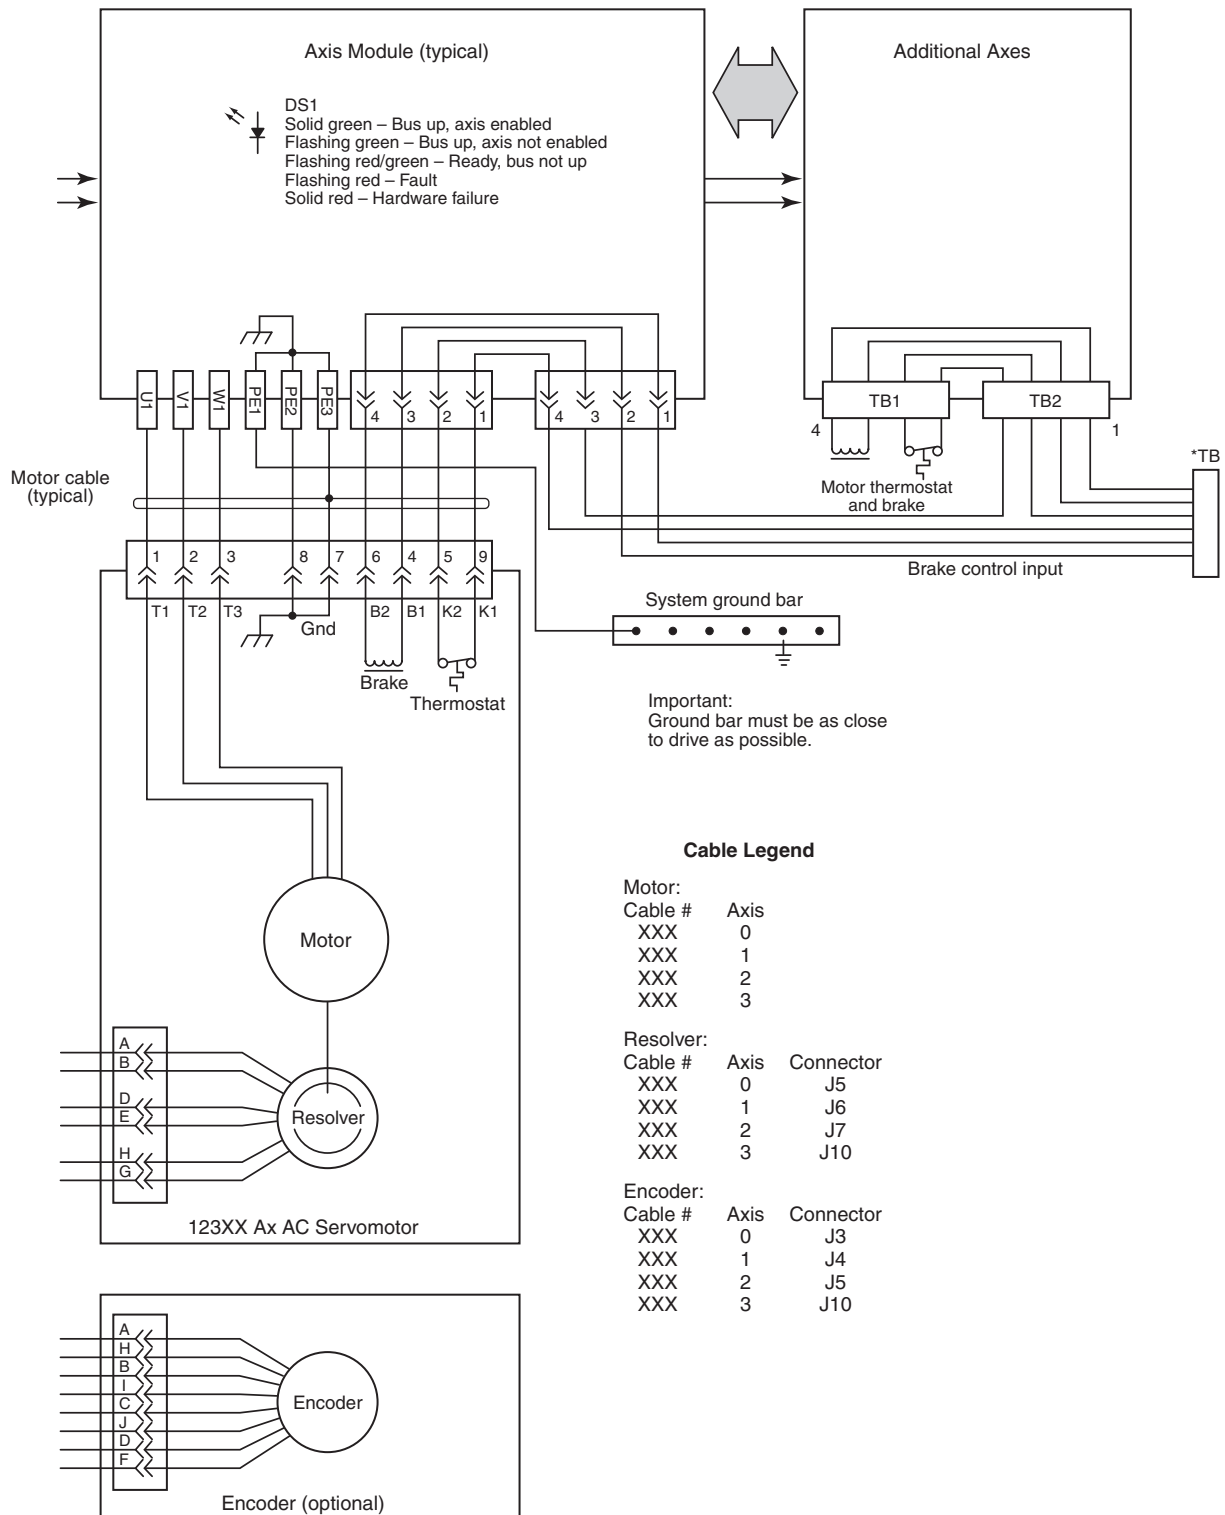 Axis Module (typical)
Additional Axes
DS1
Solid green – Bus up, axis enabled
Flashing green – Bus up, axis not enabled
Flashing red/green – Ready, bus not up
Flashing red – Fault
Solid red – Hardware failure
U1 V1 W1 PE1 PE2 PE3
4 3 2 1
4 3 2 1
TB1
TB2
4
1
Motor thermostat
and brake
*TB
Motor cable
(typical)
1 2 3 8 7 6 4 5 9
T1 T2 T3 Gnd B2 B1 K2 K1
Brake
Thermostat
Brake control input
System ground bar
Important:
Ground bar must be as close
to drive as possible.
Motor
A
B
D
E
H
G
Resolver
123XX Ax AC Servomotor
Cable Legend
Motor:
Cable # Axis
XXX 0
XXX 1
XXX 2
XXX 3
Resolver:
Cable # Axis Connector
XXX 0 J5
XXX 1 J6
XXX 2 J7
XXX 3 J10
Encoder:
Cable # Axis Connector
XXX 0 J3
XXX 1 J4
XXX 2 J5
XXX 3 J10
A
H
B
I
C
J
D
F
Encoder
Encoder (optional)